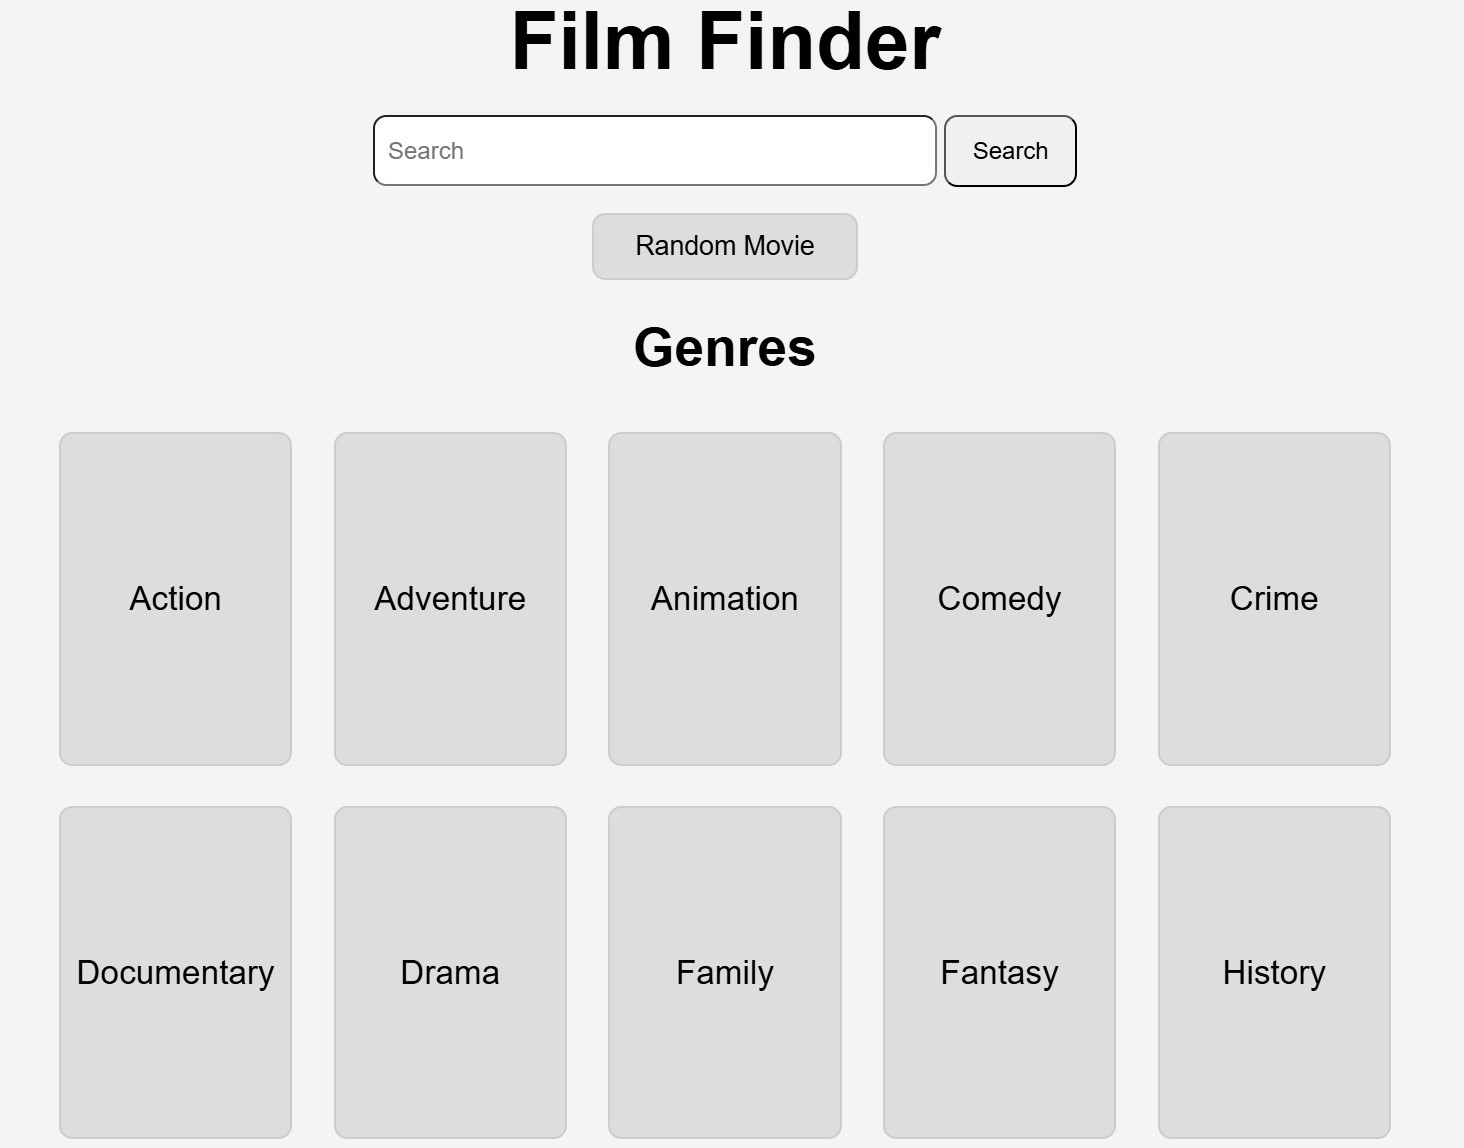 Film Finder
Search Search
Random Movie
Genres
Action Adventure Animation Comedy Crime
Documentary Drama Family Fantasy History